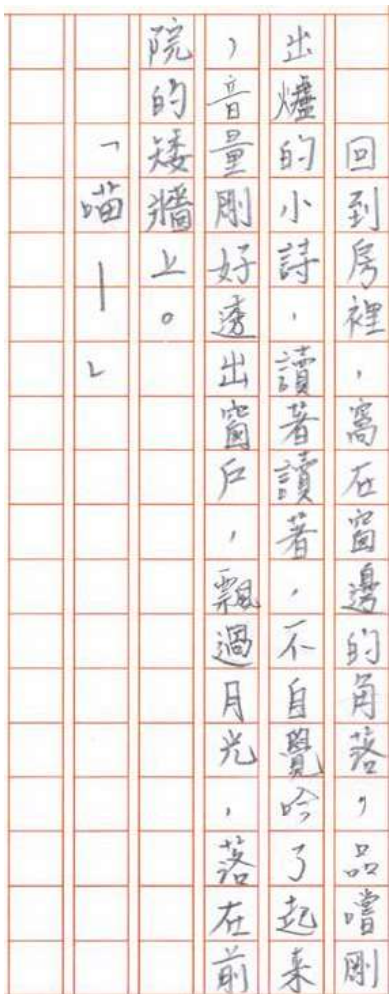 回到房裡，窩在窗邊的角落，品嚐剛
出爐的小詩，讀著讀著，不自覺吟了起来
，音量剛好透出窗戶，飄過月光，落在前
院的矮牆上。
「喵—」